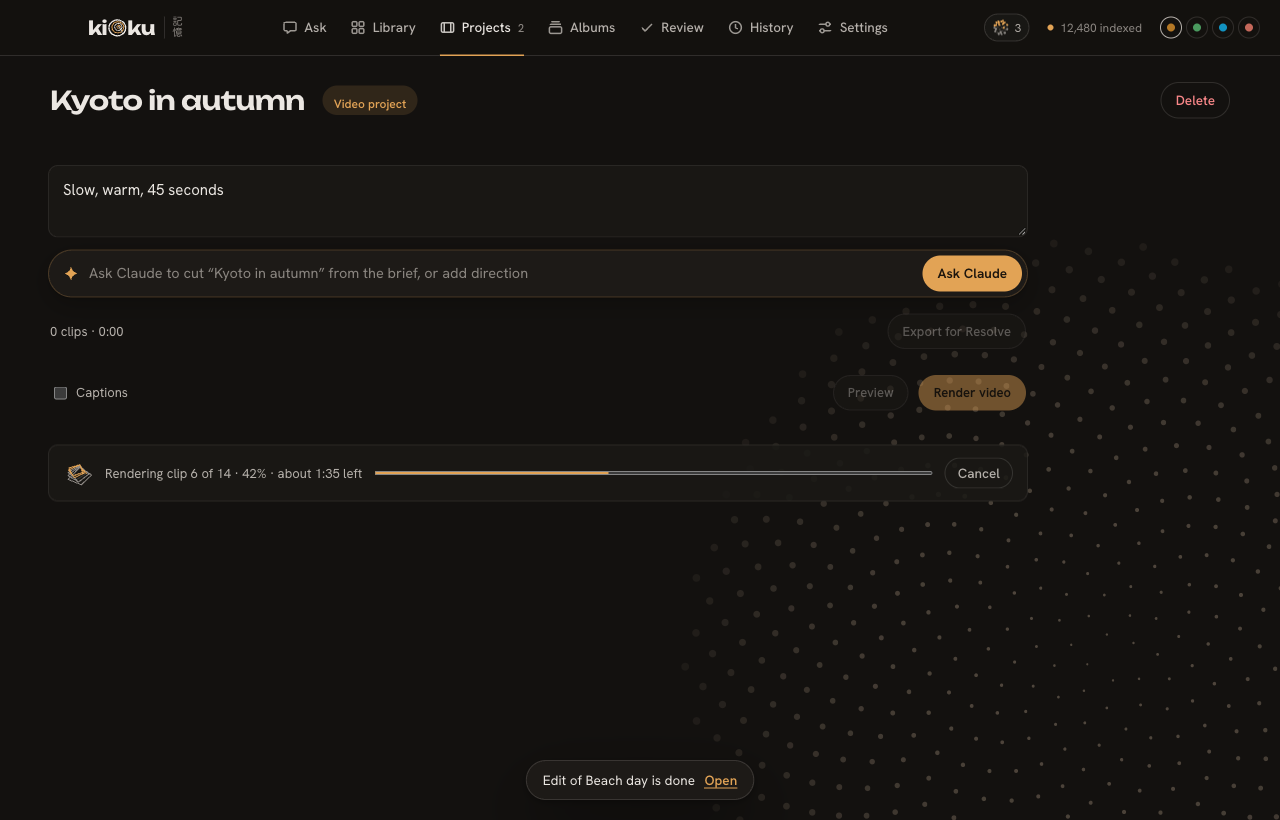 kioku 記憶
Ask
Library
Projects 2
Albums
Review
History
Settings
3
12,480 indexed
Kyoto in autumn
Video project
Delete
Slow, warm, 45 seconds
Ask Claude to cut “Kyoto in autumn” from the brief, or add direction
Ask Claude
0 clips · 0:00
Export for Resolve
Captions
Preview
Render video
Rendering clip 6 of 14 · 42% · about 1:35 left
Cancel
Edit of Beach day is done Open